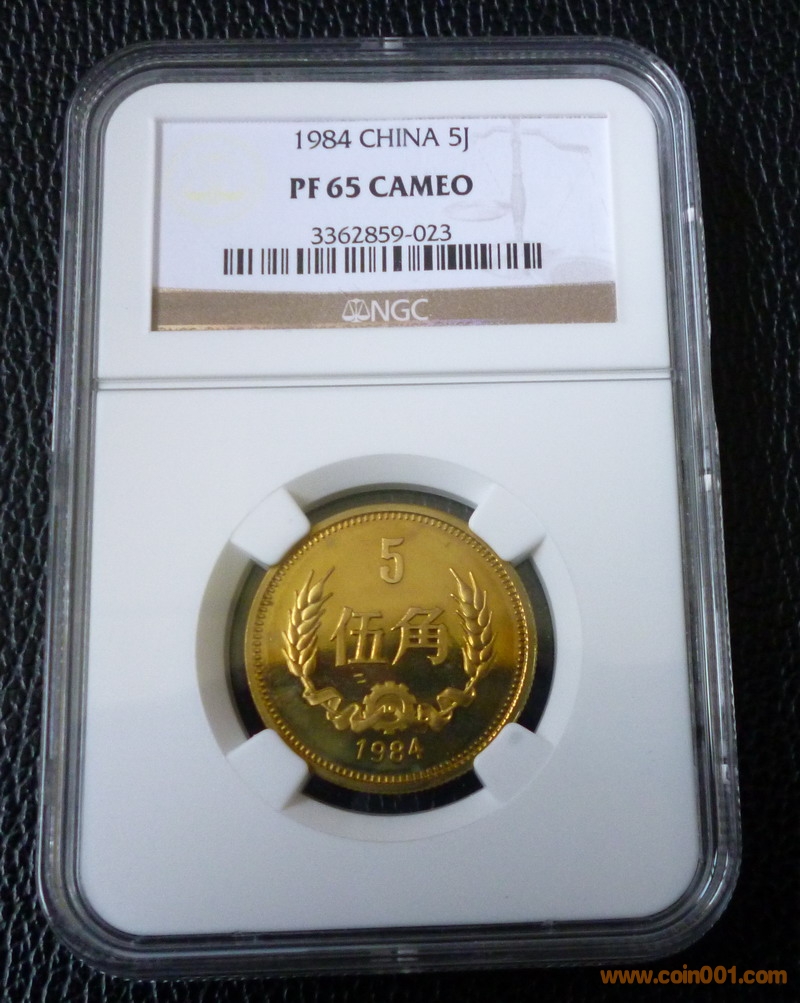 1984 CHINA 5J
PF 65 CAMEO
3362859-023
NGC
5
伍角
1984
www.coin001.com